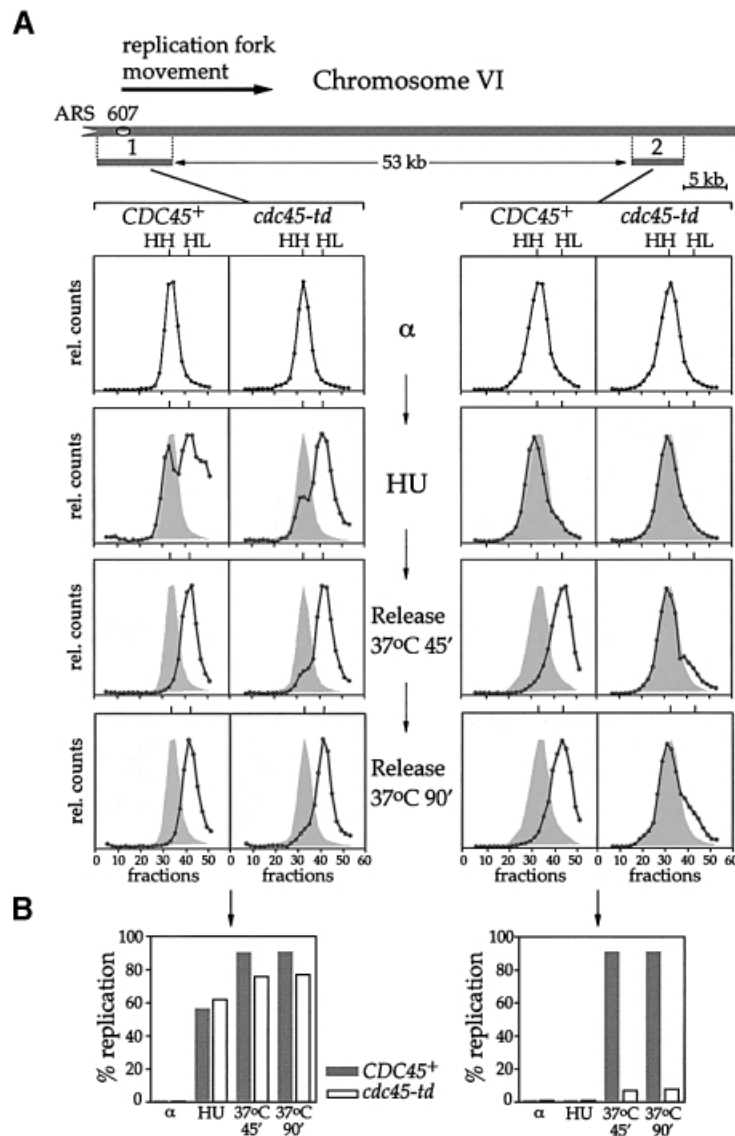 A
replication fork
movement
Chromosome VI
ARS 607
1
53 kb
2
5 kb
CDC45+ cdc45-td
CDC45+ cdc45-td
HH HL HH HL
HH HL HH HL
rel. counts
α
rel. counts
HU
rel. counts
Release
37ºC 45′
rel. counts
Release
37ºC 90′
0 10 20 30 40 50 0 10 20 30 40 50 60
0 10 20 30 40 50 0 10 20 30 40 50 60
fractions fractions
fractions fractions
B
% replication
100
80
60
40
20
0
α HU 37ºC 37ºC
45′ 90′
CDC45+
cdc45-td
% replication
100
80
60
40
20
0
α HU 37ºC 37ºC
45′ 90′